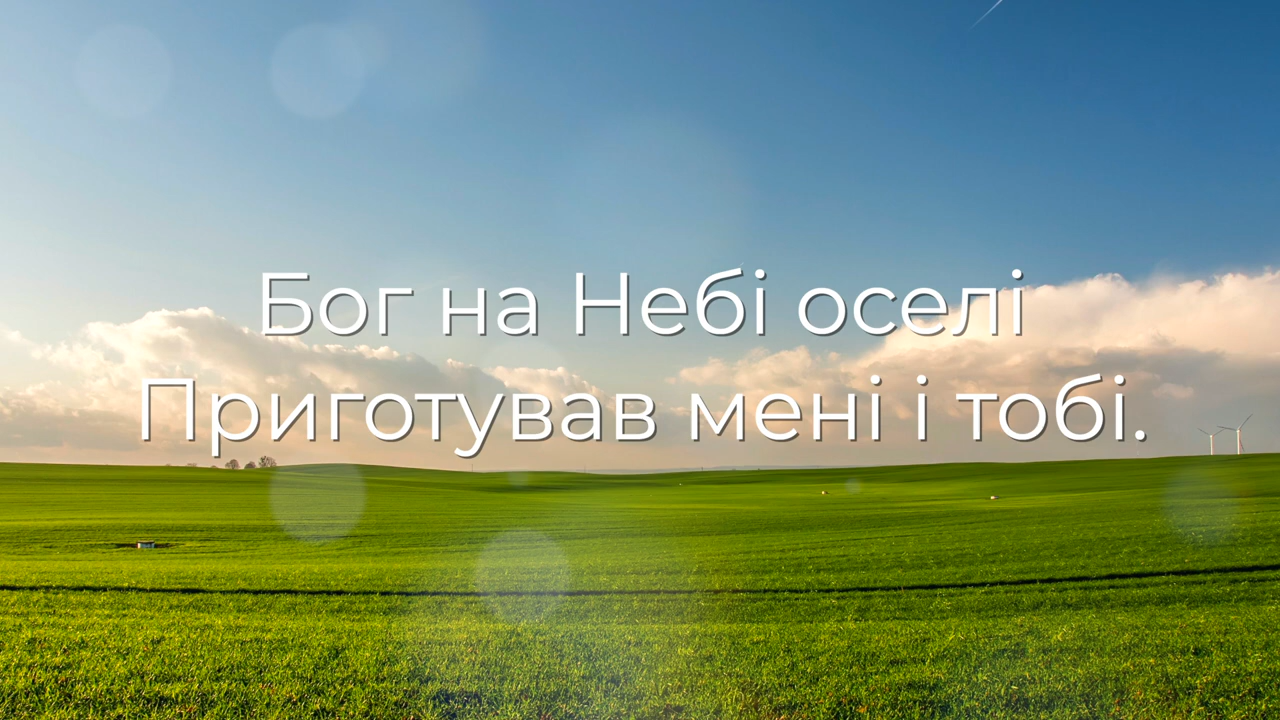 Бог на Небі оселі
Приготував мені і тобі.